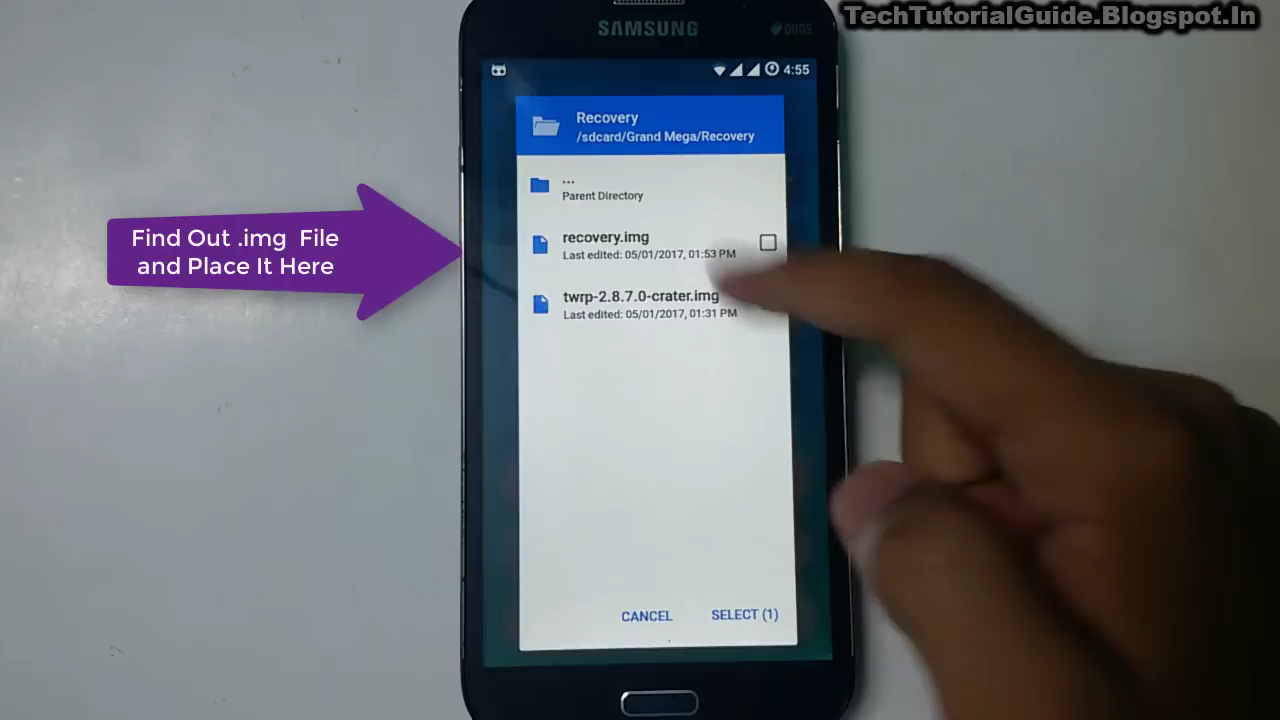 TechTutorialGuide.Blogspot.In
SAMSUNG
DUOS
4:55
Recovery
/sdcard/Grand Mega/Recovery
...
Parent Directory
Find Out .img File
and Place It Here
recovery.img
Last edited: 05/01/2017, 01:53 PM
twrp-2.8.7.0-crater.img
Last edited: 05/01/2017, 01:31 PM
CANCEL
SELECT (1)